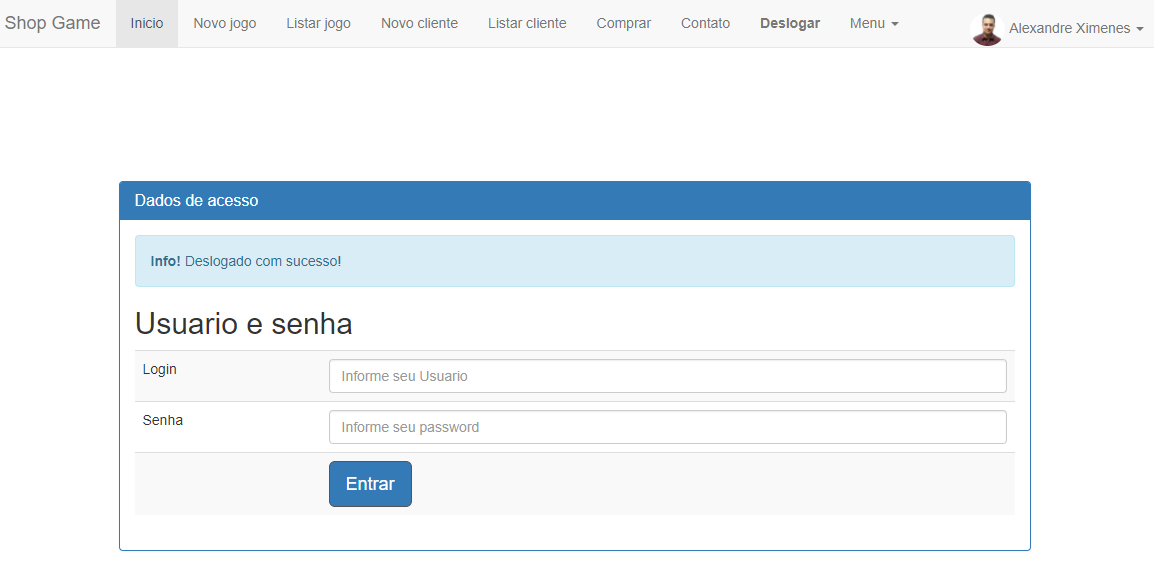 Shop Game Inicio Novo jogo Listar jogo Novo cliente Listar cliente Comprar Contato Deslogar Menu Alexandre Ximenes
Dados de acesso
Info! Deslogado com sucesso!
Usuario e senha
Login Informe seu Usuario
Senha Informe seu password
Entrar